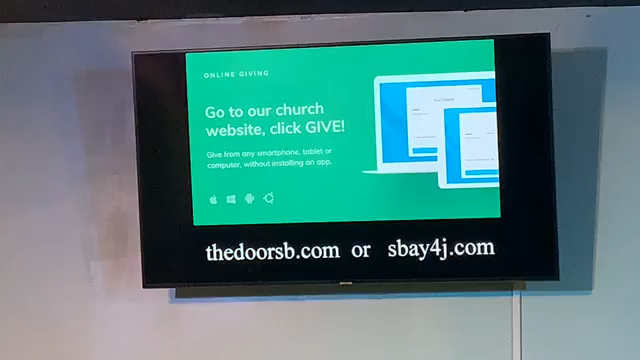 ONLINE GIVING
Go to our church
website, click GIVE!
Give from any smartphone, tablet or
computer, without installing an app.
thedoorsb.com or sbay4j.com